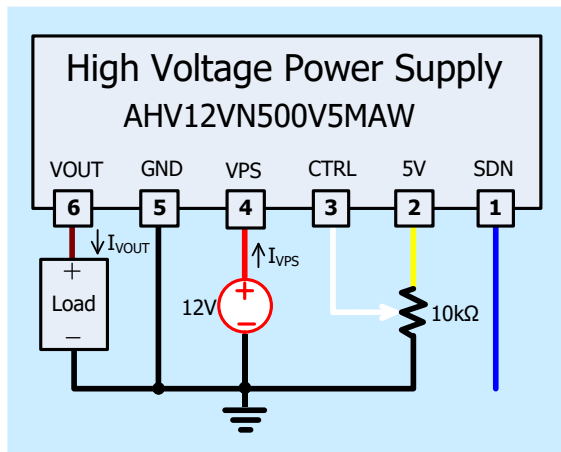 High Voltage Power Supply
AHV12VN500V5MAW
VOUT GND VPS CTRL 5V SDN
6 5 4 3 2 1
IVOUT IVPS
+
Load
−
+
12V
−
10kΩ